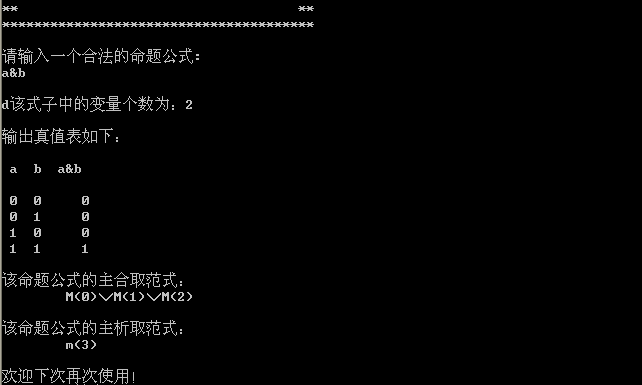 ** **
***************************************
请输入一个合法的命题公式:
a&b
d该式子中的变量个数为: 2
输出真值表如下:
a b a&b
0 0 0
0 1 0
1 0 0
1 1 1
该命题公式的主合取范式:
M(0)\/M(1)\/M(2)
该命题公式的主析取范式:
m(3)
欢迎下次再次使用!